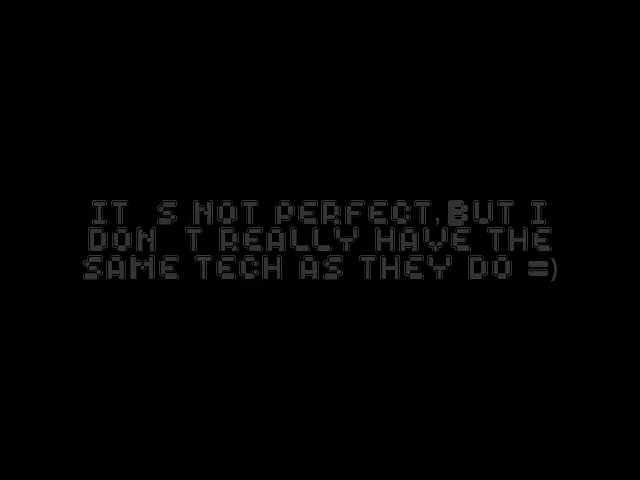 IT S NOT PERFECT,BUT I
DON T REALLY HAVE THE
SAME TECH AS THEY DO =)